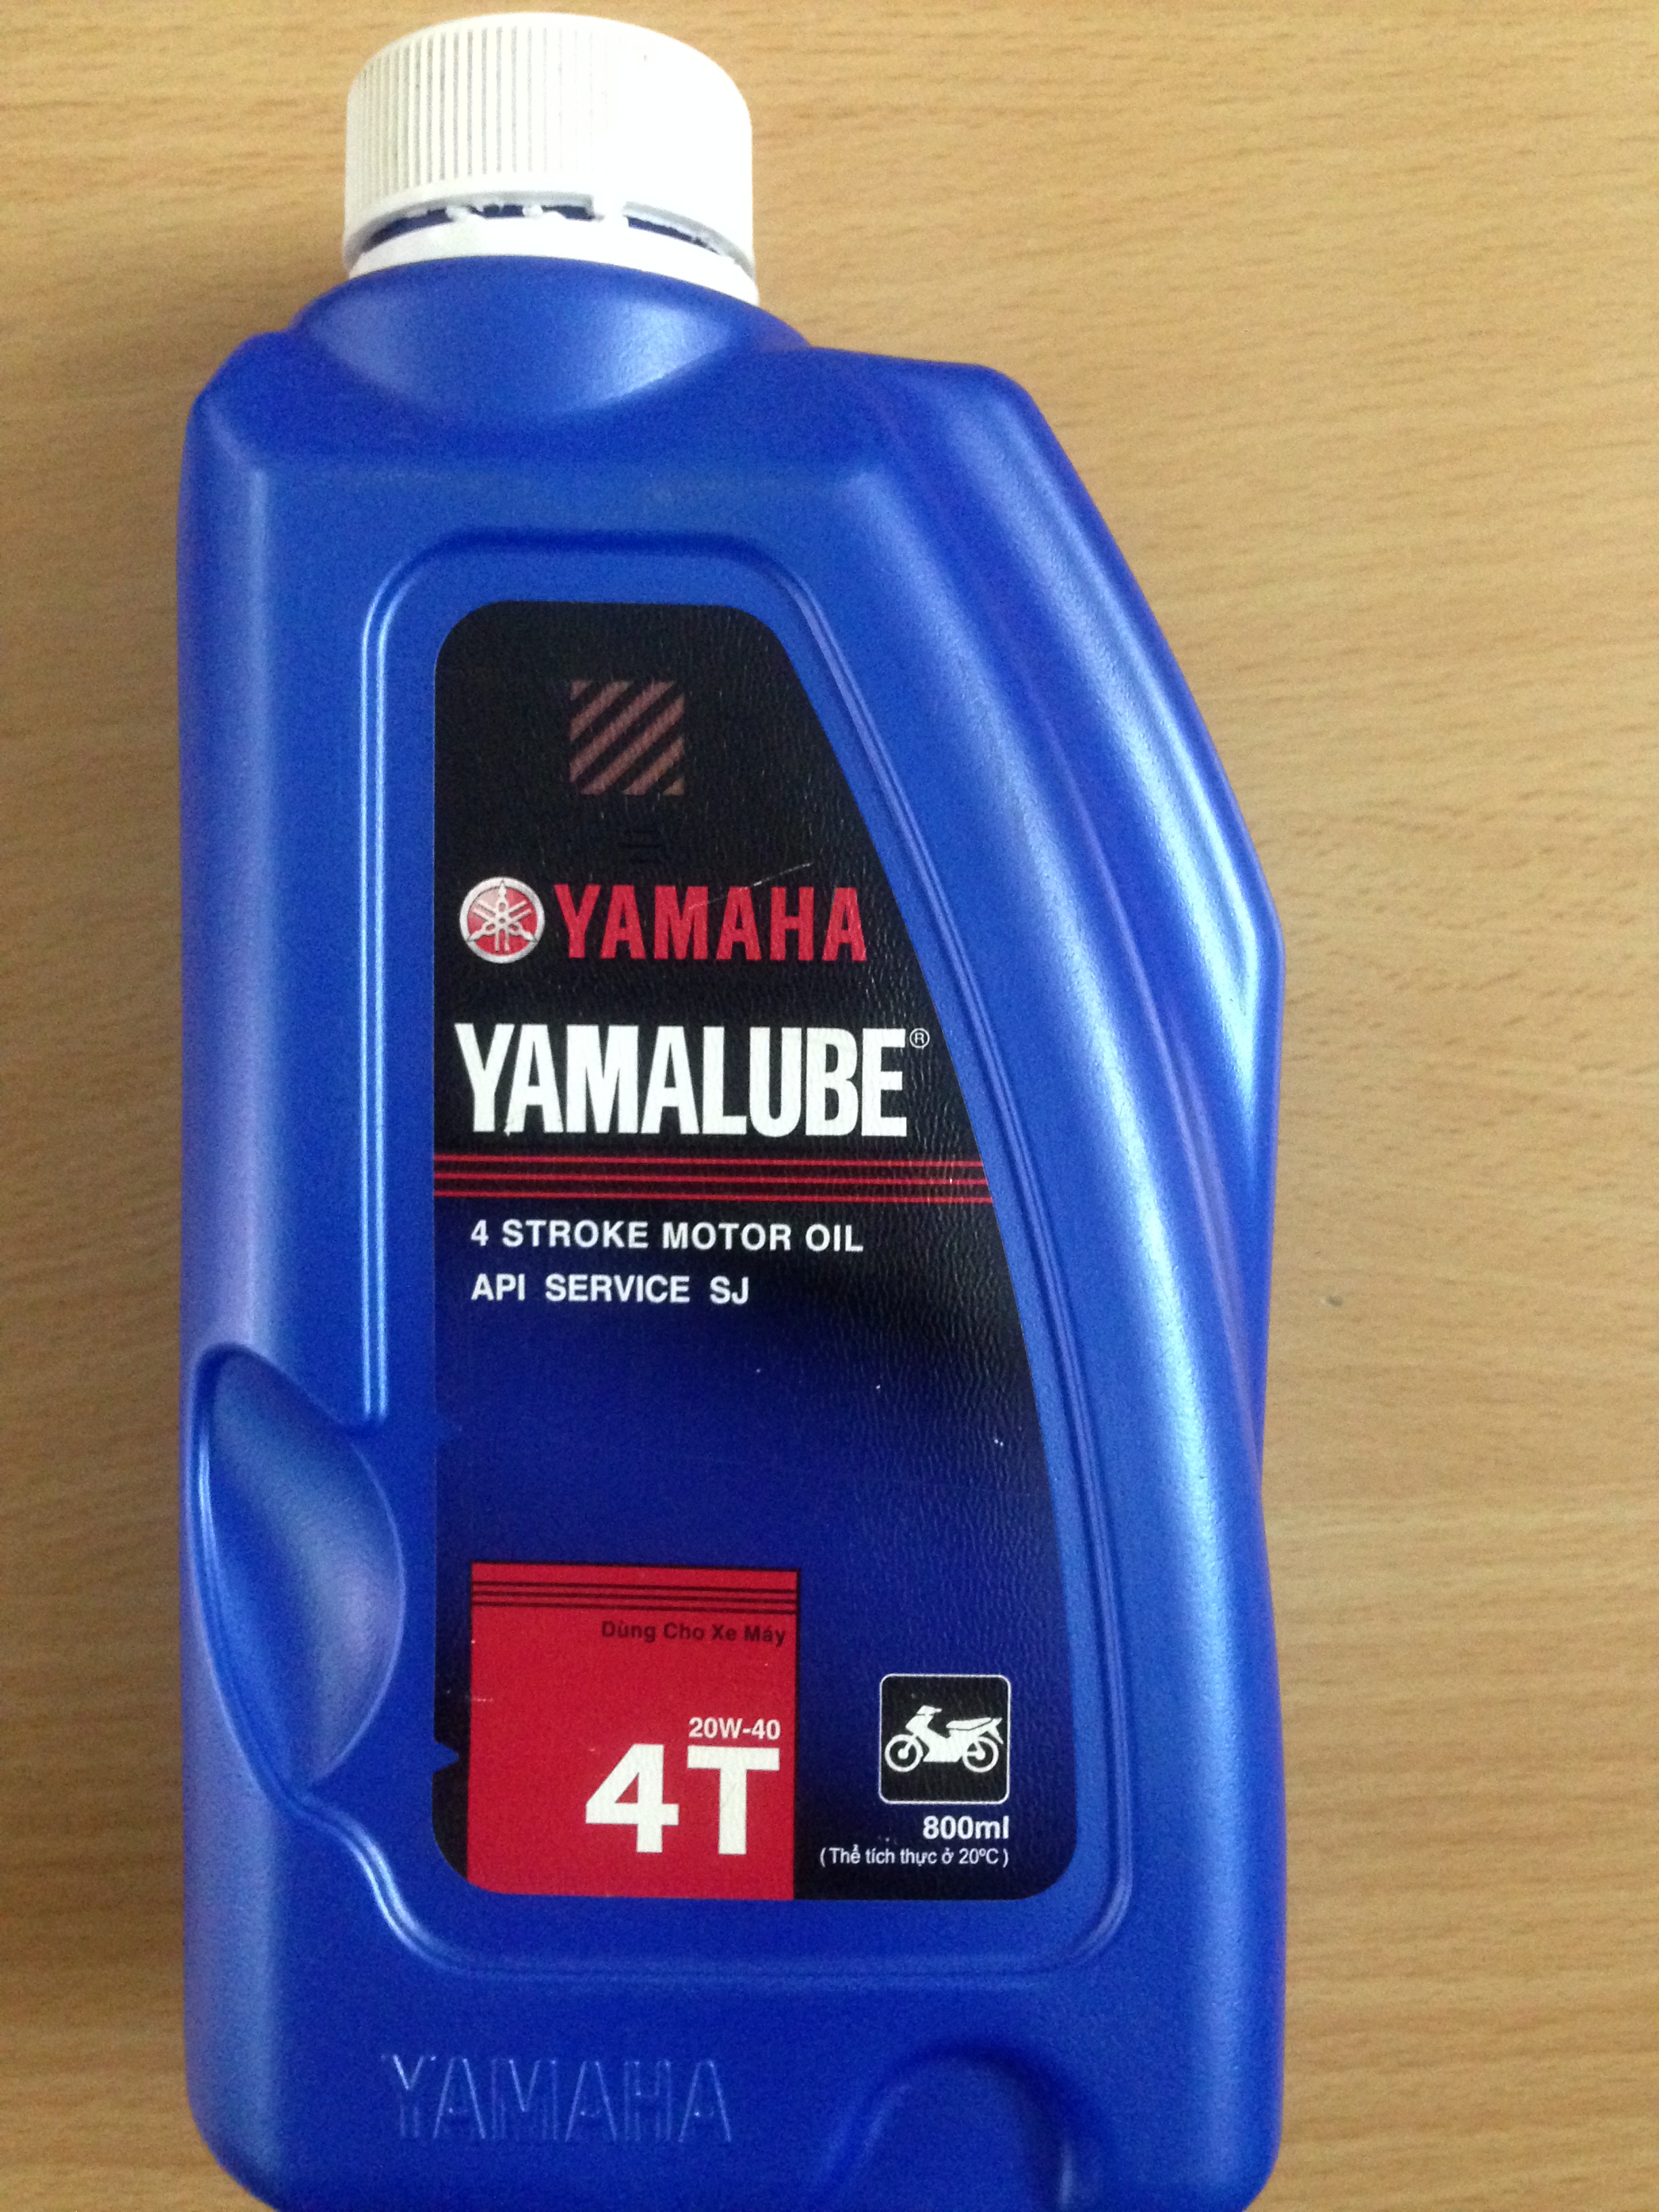 YAMAHA
YAMALUBE®
4 STROKE MOTOR OIL
API SERVICE SJ
Dùng Cho Xe Máy
20W-40
4T
800ml
(Thể tích thực ở 20ºC)
YAMAHA